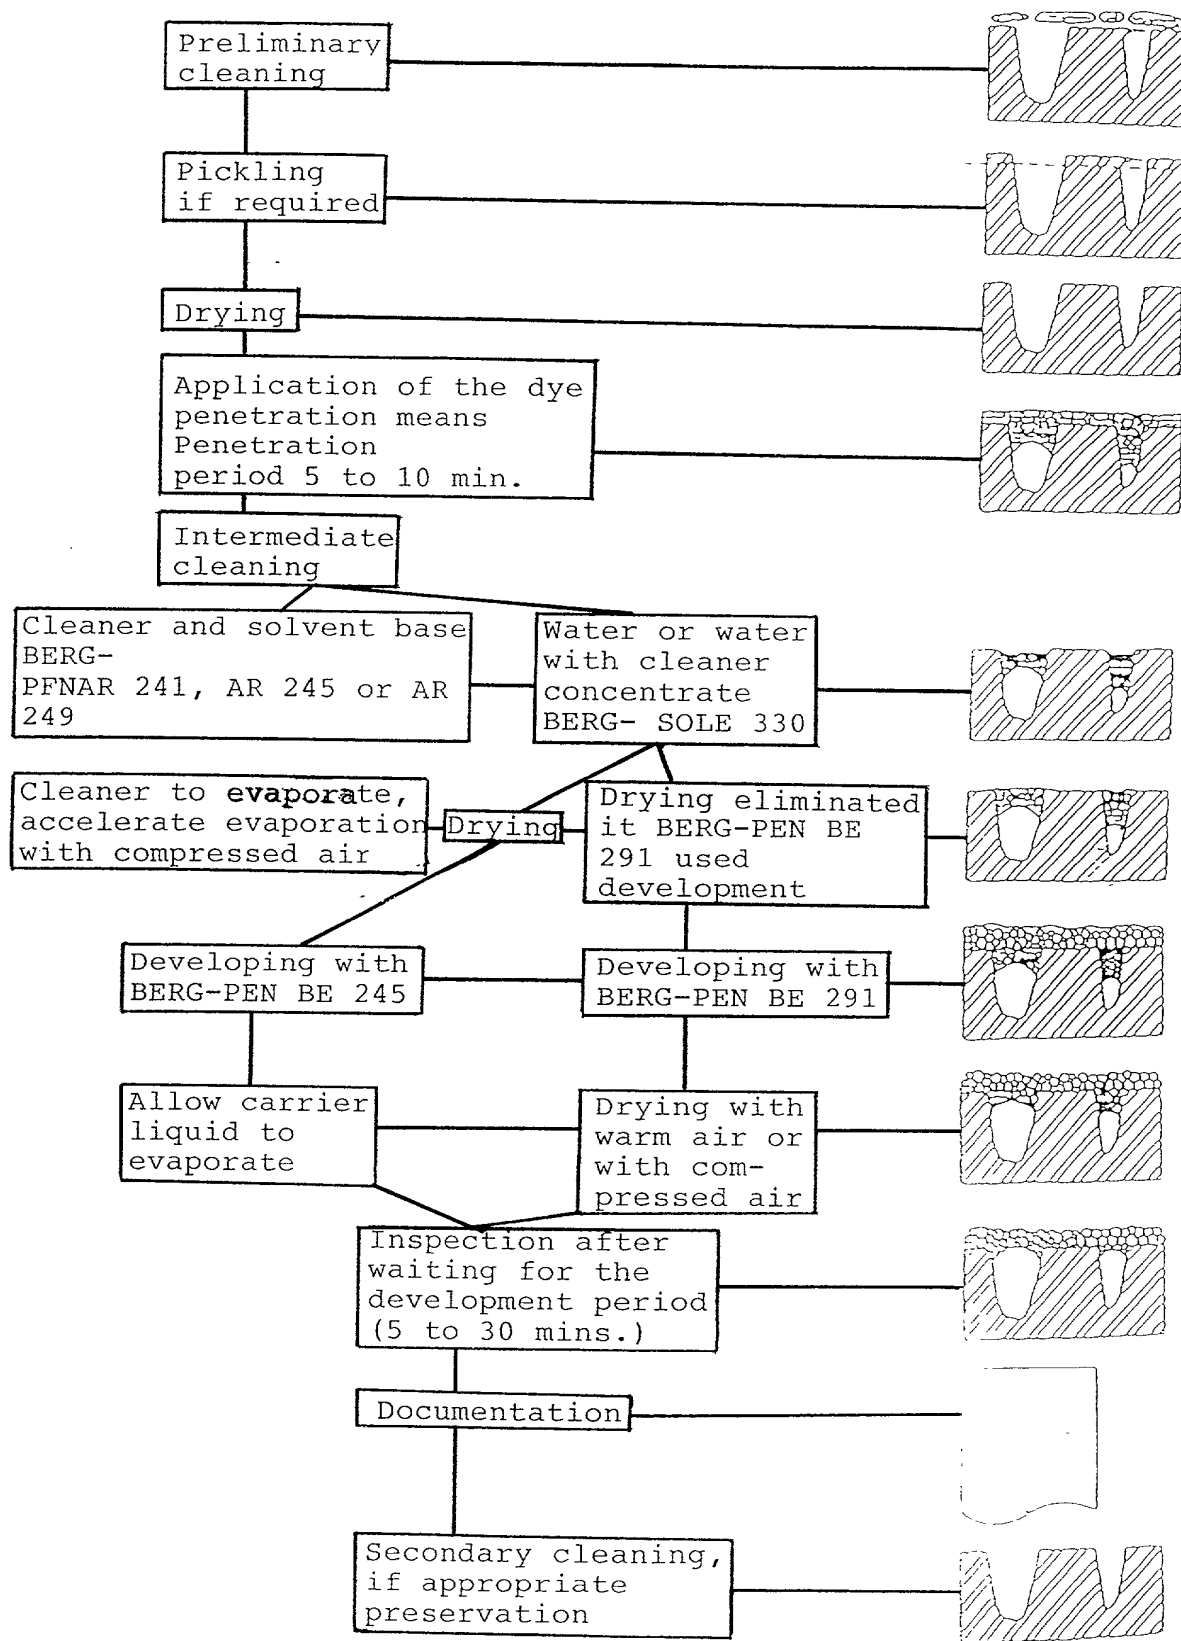 Preliminary
cleaning
Pickling
if required
Drying
Application of the dye
penetration means
Penetration
period 5 to 10 min.
Intermediate
cleaning
Cleaner and solvent base
BERG-
PFNAR 241, AR 245 or AR
249
Water or water
with cleaner
concentrate
BERG- SOLE 330
Cleaner to evaporate,
accelerate evaporation
with compressed air
Drying
Drying eliminated
it BERG-PEN BE
291 used
development
Developing with
BERG-PEN BE 245
Developing with
BERG-PEN BE 291
Allow carrier
liquid to
evaporate
Drying with
warm air or
with com-
pressed air
Inspection after
waiting for the
development period
(5 to 30 mins.)
Documentation
Secondary cleaning,
if appropriate
preservation